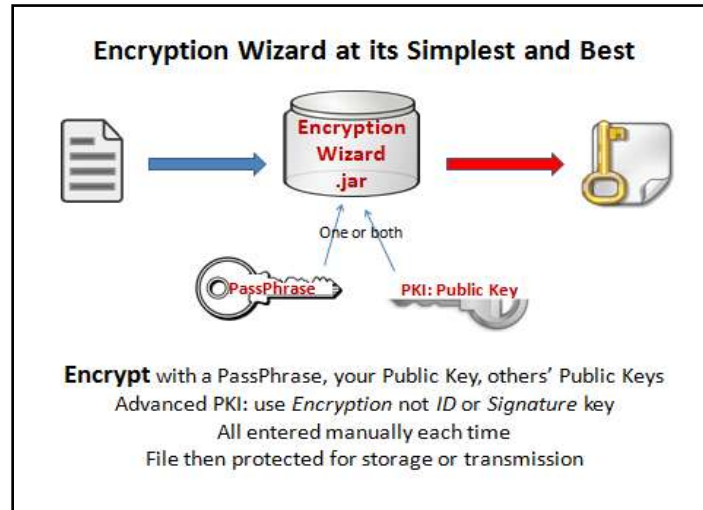 Encryption Wizard at its Simplest and Best
Encryption
Wizard
.jar
One or both
PassPhrase
PKI: Public Key
Encrypt with a PassPhrase, your Public Key, others’ Public Keys
Advanced PKI: use Encryption not ID or Signature key
All entered manually each time
File then protected for storage or transmission